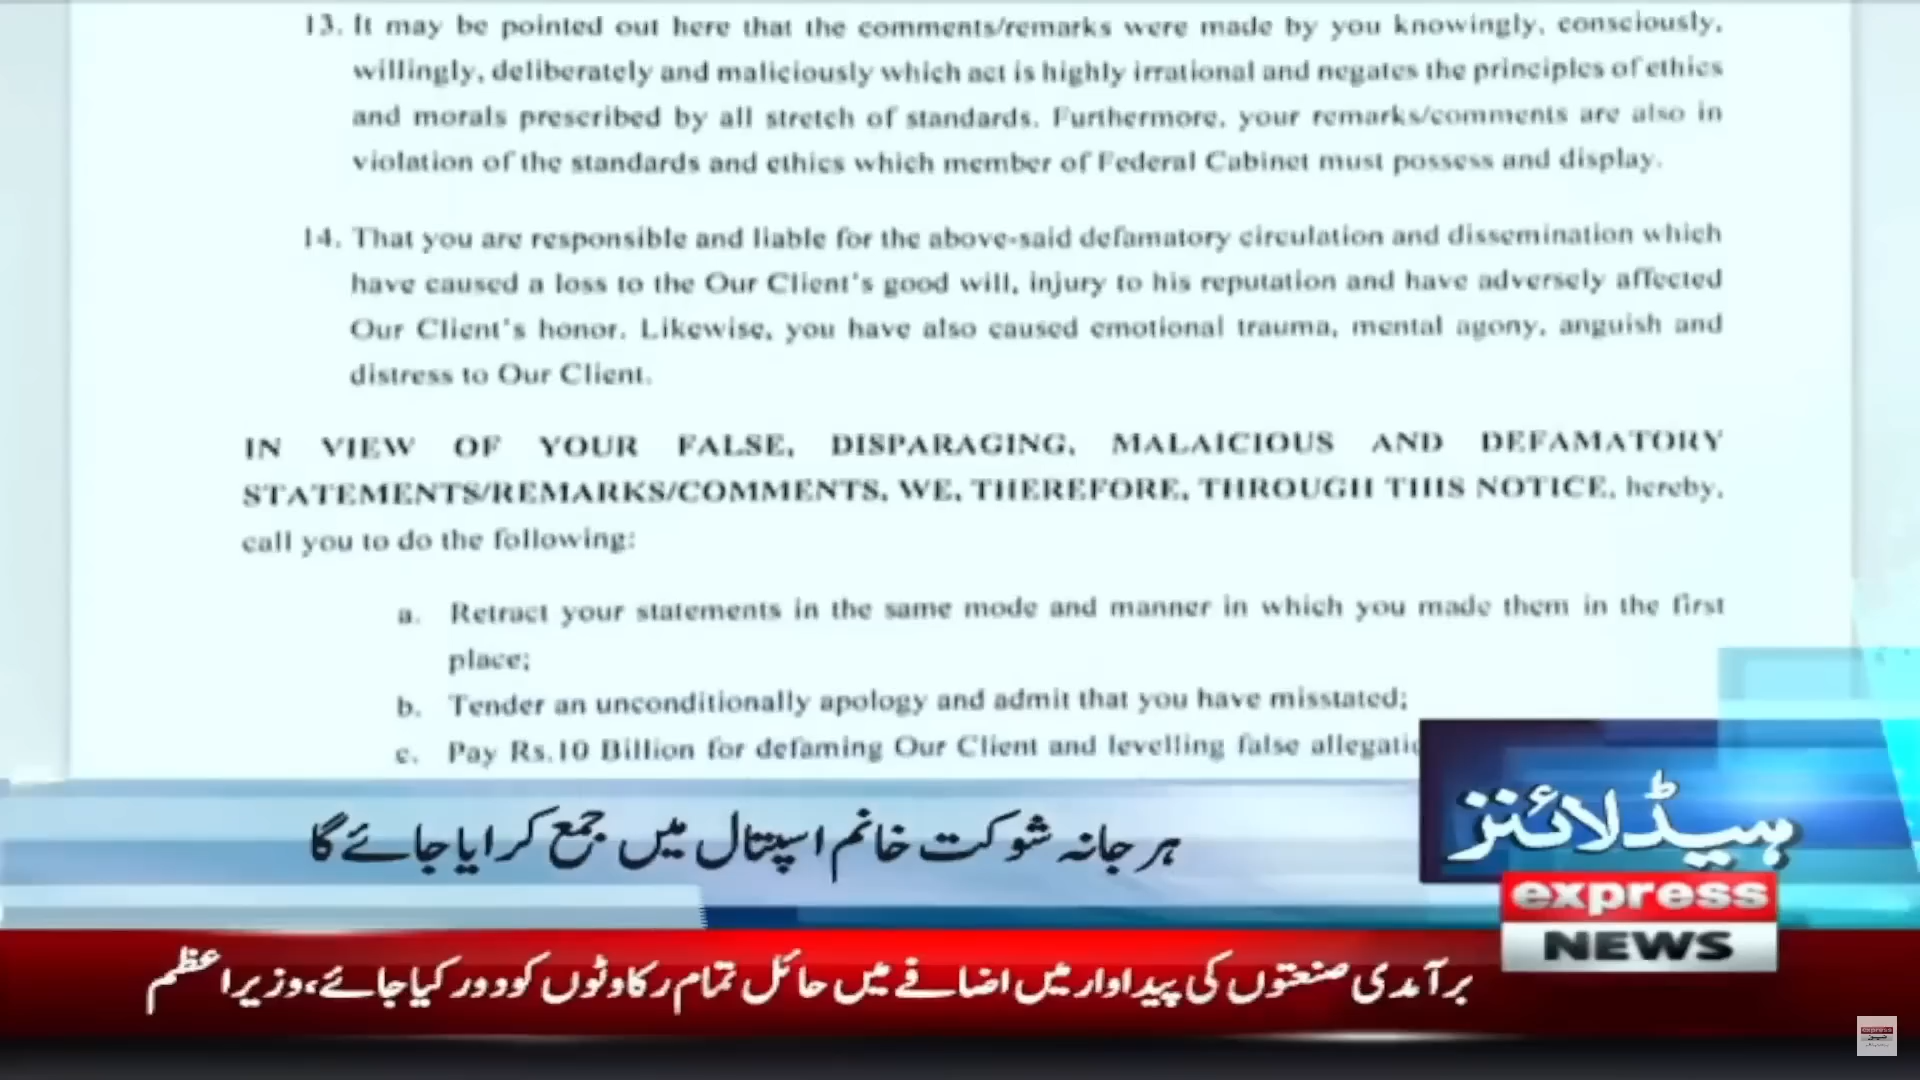 13. It may be pointed out here that the comments/remarks were made by you knowingly, consciously,
willingly, deliberately and maliciously which act is highly irrational and negates the principles of ethics
and morals prescribed by all stretch of standards. Furthermore, your remarks/comments are also in
violation of the standards and ethics which member of Federal Cabinet must possess and display.
14. That you are responsible and liable for the above-said defamatory circulation and dissemination which
have caused a loss to the Our Client's good will, injury to his reputation and have adversely affected
Our Client's honor. Likewise, you have also caused emotional trauma, mental agony, anguish and
distress to Our Client.
IN VIEW OF YOUR FALSE, DISPARAGING, MALAICIOUS AND DEFAMATORY
STATEMENTS/REMARKS/COMMENTS, WE, THEREFORE, THROUGH THIS NOTICE, hereby,
call you to do the following:
a. Retract your statements in the same mode and manner in which you made them in the first
place;
b. Tender an unconditionally apology and admit that you have misstated;
c. Pay Rs.10 Billion for defaming Our Client and levelling false allegatio
ہیڈلائنز
ہرجانہ شوکت خانم اسپتال میں جمع کرایا جائے گا
express
NEWS
برآمدی صنعتوں کی پیداوار میں اضافے میں حائل تمام رکاوٹوں کو دور کیا جائے، وزیراعظم
express